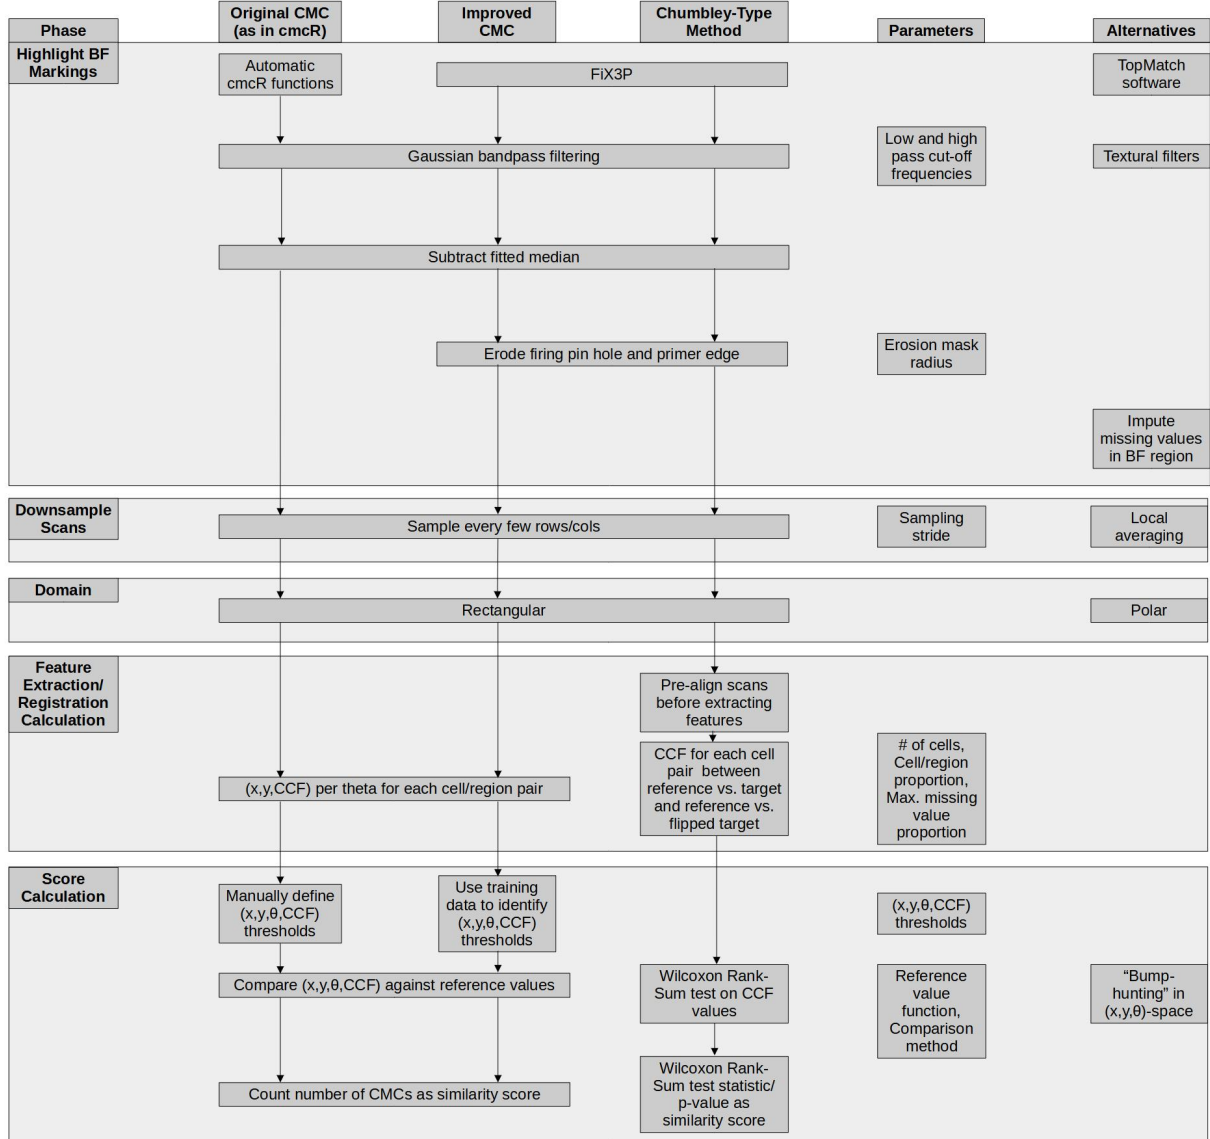 Phase
Original CMC
(as in cmcR)
Improved
CMC
Chumbley-Type
Method
Parameters
Alternatives
Highlight BF
Markings
Automatic
cmcR functions
FiX3P
TopMatch
software
Gaussian bandpass filtering
Low and high
pass cut-off
frequencies
Textural filters
Subtract fitted median
Erode firing pin hole and primer edge
Erosion mask
radius
Impute
missing values
in BF region
Downsample
Scans
Sample every few rows/cols
Sampling
stride
Local
averaging
Domain
Rectangular
Polar
Feature
Extraction/
Registration
Calculation
Pre-align scans
before extracting
features
(x,y,CCF) per theta for each cell/region pair
CCF for each cell
pair between
reference vs. target
and reference vs.
flipped target
# of cells,
Cell/region
proportion,
Max. missing
value
proportion
Score
Calculation
Manually define
(x,y,θ,CCF)
thresholds
Use training
data to identify
(x,y,θ,CCF)
thresholds
(x,y,θ,CCF)
thresholds
Compare (x,y,θ,CCF) against reference values
Wilcoxon Rank-
Sum test on CCF
values
Reference
value
function,
Comparison
method
“Bump-
hunting” in
(x,y,θ)-space
Count number of CMCs as similarity score
Wilcoxon Rank-
Sum test statistic/
p-value as
similarity score